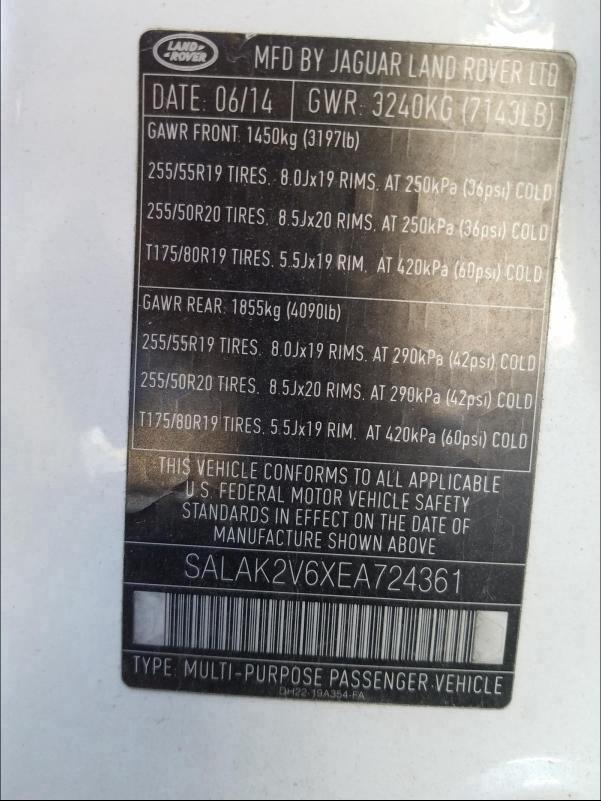 LAND ROVER
MFD BY JAGUAR LAND ROVER LTD
DATE: 06/14 GWR: 3240KG (7143LB)
GAWR FRONT. 1450kg (3197lb)
255/55R19 TIRES. 8.0Jx19 RIMS. AT 250kPa (36psi) COLD
255/50R20 TIRES. 8.5Jx20 RIMS. AT 250kPa (36psi) COLD
T175/80R19 TIRES. 5.5Jx19 RIM. AT 420kPa (60psi) COLD
GAWR REAR. 1855kg (4090lb)
255/55R19 TIRES. 8.0Jx19 RIMS. AT 290kPa (42psi) COLD
255/50R20 TIRES. 8.5Jx20 RIMS. AT 290kPa (42psi) COLD
T175/80R19 TIRES. 5.5Jx19 RIM. AT 420kPa (60psi) COLD
THIS VEHICLE CONFORMS TO ALL APPLICABLE
U.S. FEDERAL MOTOR VEHICLE SAFETY
STANDARDS IN EFFECT ON THE DATE OF
MANUFACTURE SHOWN ABOVE
SALAK2V6XEA724361
TYPE: MULTI-PURPOSE PASSENGER VEHICLE
DH22-19A354-FA